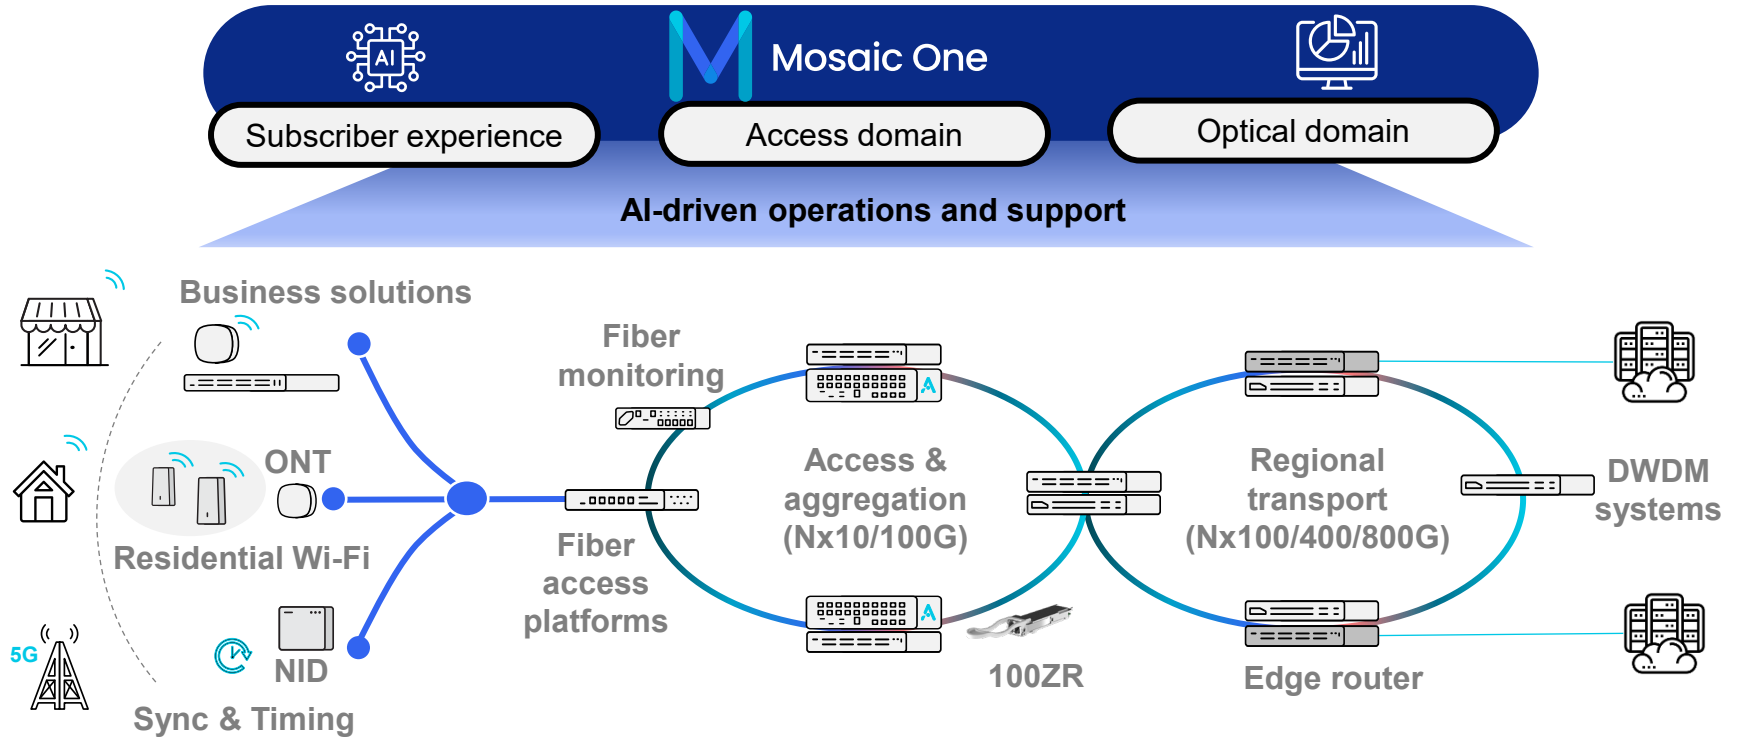 AI
Mosaic One
Subscriber experience
Access domain
Optical domain
AI-driven operations and support
Business solutions
Fiber
monitoring
ONT
Residential Wi-Fi
Access &
aggregation
(Nx10/100G)
Regional
transport
(Nx100/400/800G)
DWDM
systems
Fiber
access
platforms
5G
NID
Sync & Timing
100ZR
Edge router